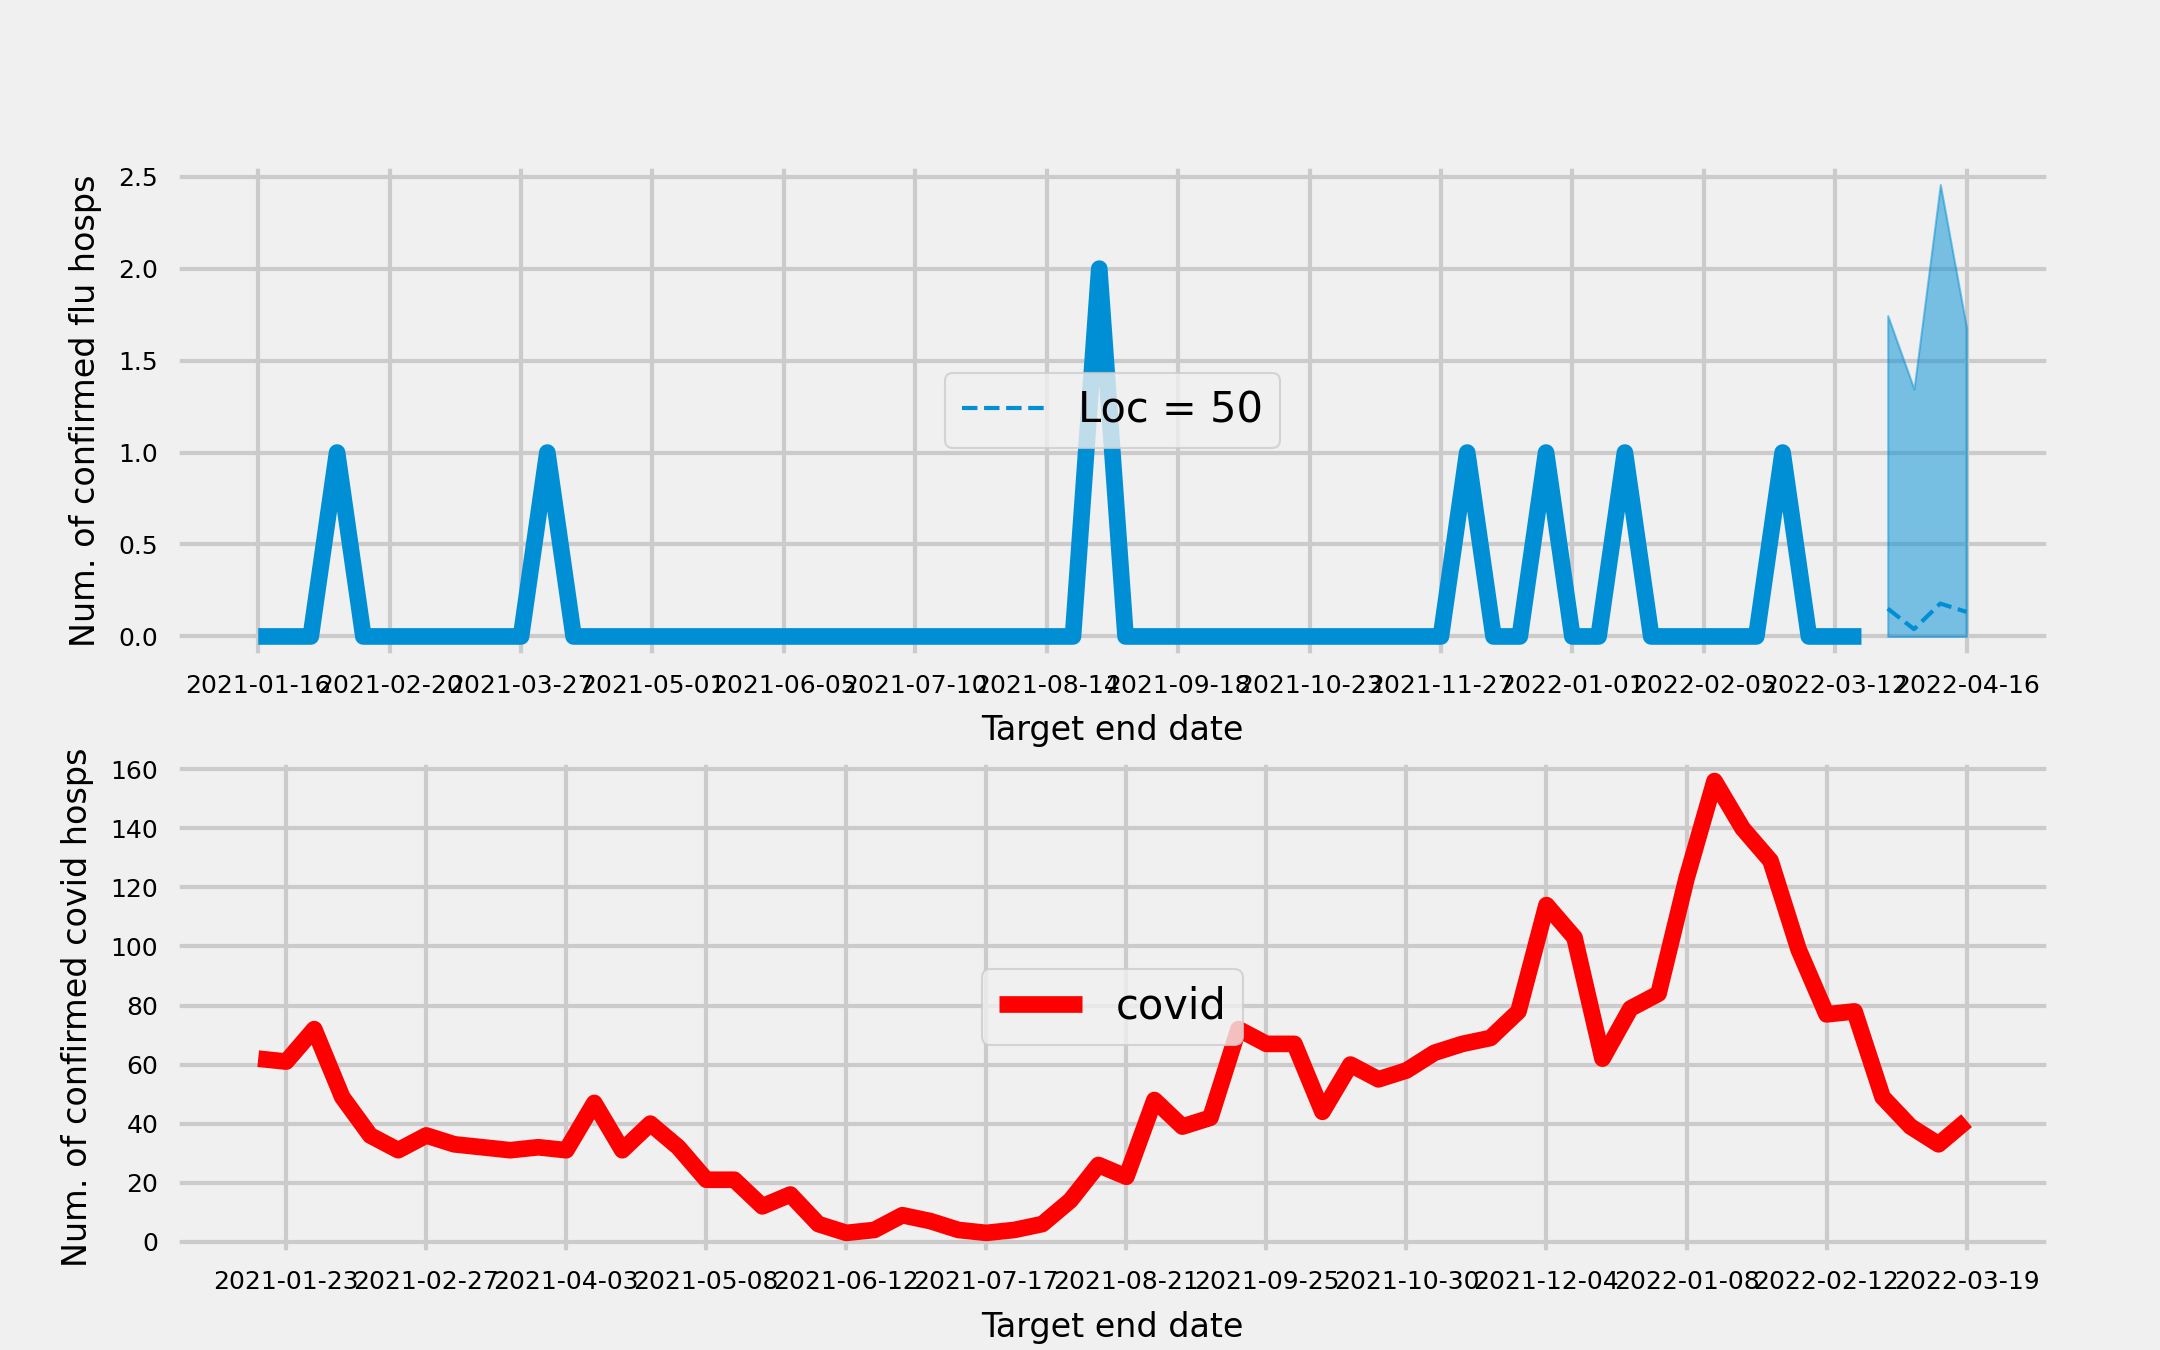 Num. of confirmed flu hosps
2.5
2.0
1.5
1.0
0.5
0.0
Loc = 50
2021-01-16 2021-02-20 2021-03-27 2021-05-01 2021-06-05 2021-07-10 2021-08-14 2021-09-18 2021-10-23 2021-11-27 2022-01-01 2022-02-05 2022-03-12 2022-04-16
Target end date
Num. of confirmed covid hosps
160
140
120
100
80
60
40
20
0
covid
2021-01-23 2021-02-27 2021-04-03 2021-05-08 2021-06-12 2021-07-17 2021-08-21 2021-09-25 2021-10-30 2021-12-04 2022-01-08 2022-02-12 2022-03-19
Target end date